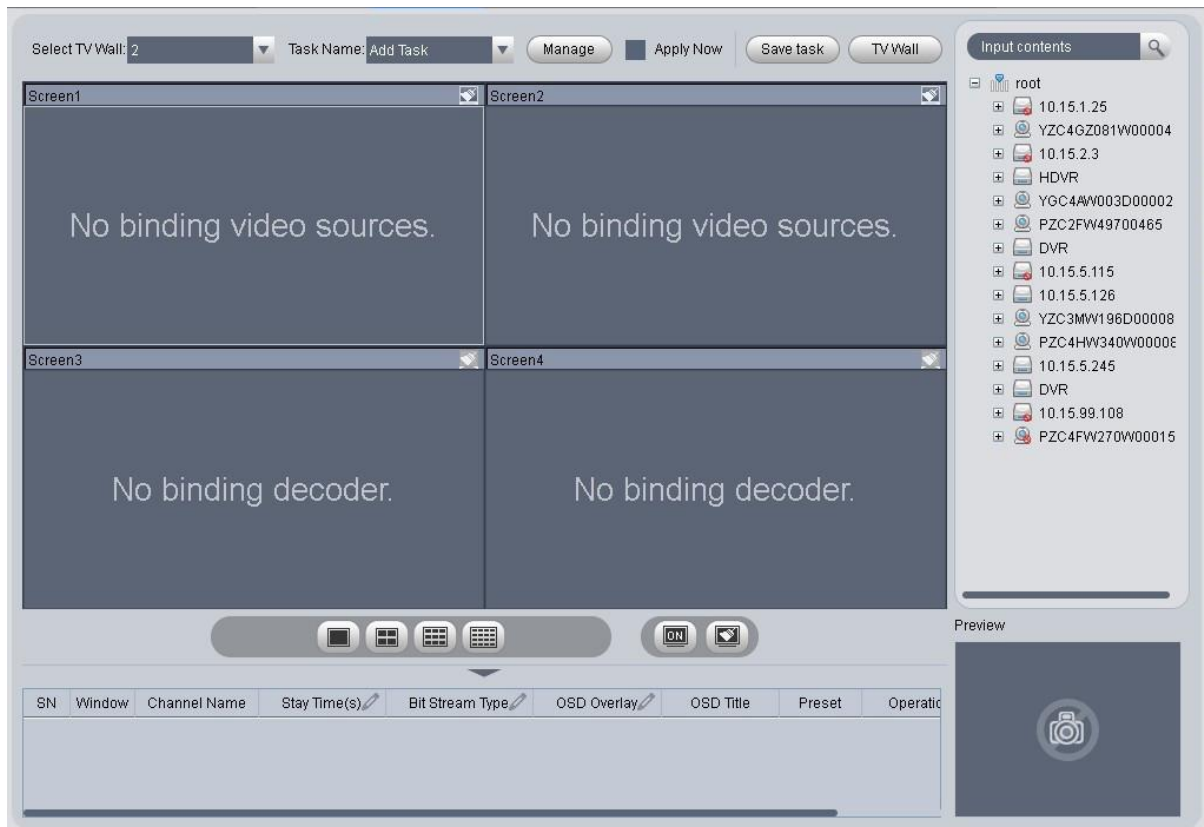 Select TV Wall: 2 Task Name: Add Task Manage Apply Now Save task TV Wall
Screen1 Screen2
No binding video sources. No binding video sources.
Screen3 Screen4
No binding decoder. No binding decoder.
ON
SN Window Channel Name Stay Time(s) Bit Stream Type OSD Overlay OSD Title Preset Operatic
Input contents
root
10.15.1.25
YZC4GZ081W00004
10.15.2.3
HDVR
YGC4AW003D00002
PZC2FW49700465
DVR
10.15.5.115
10.15.5.126
YZC3MW196D00008
PZC4HW340W0000
10.15.5.245
DVR
10.15.99.108
PZC4FW270W00015
Preview